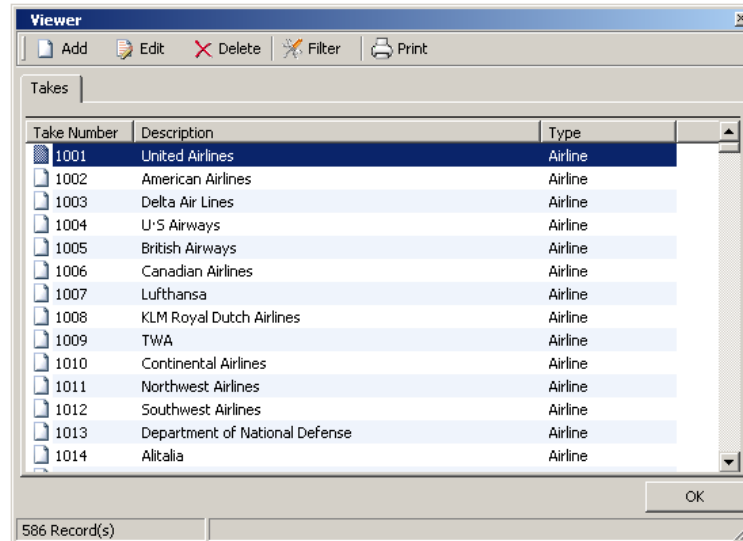 Viewer
Add Edit Delete Filter Print
Takes
Take Number Description Type
1001 United Airlines Airline
1002 American Airlines Airline
1003 Delta Air Lines Airline
1004 U·S Airways Airline
1005 British Airways Airline
1006 Canadian Airlines Airline
1007 Lufthansa Airline
1008 KLM Royal Dutch Airlines Airline
1009 TWA Airline
1010 Continental Airlines Airline
1011 Northwest Airlines Airline
1012 Southwest Airlines Airline
1013 Department of National Defense Airline
1014 Alitalia Airline
OK
586 Record(s)